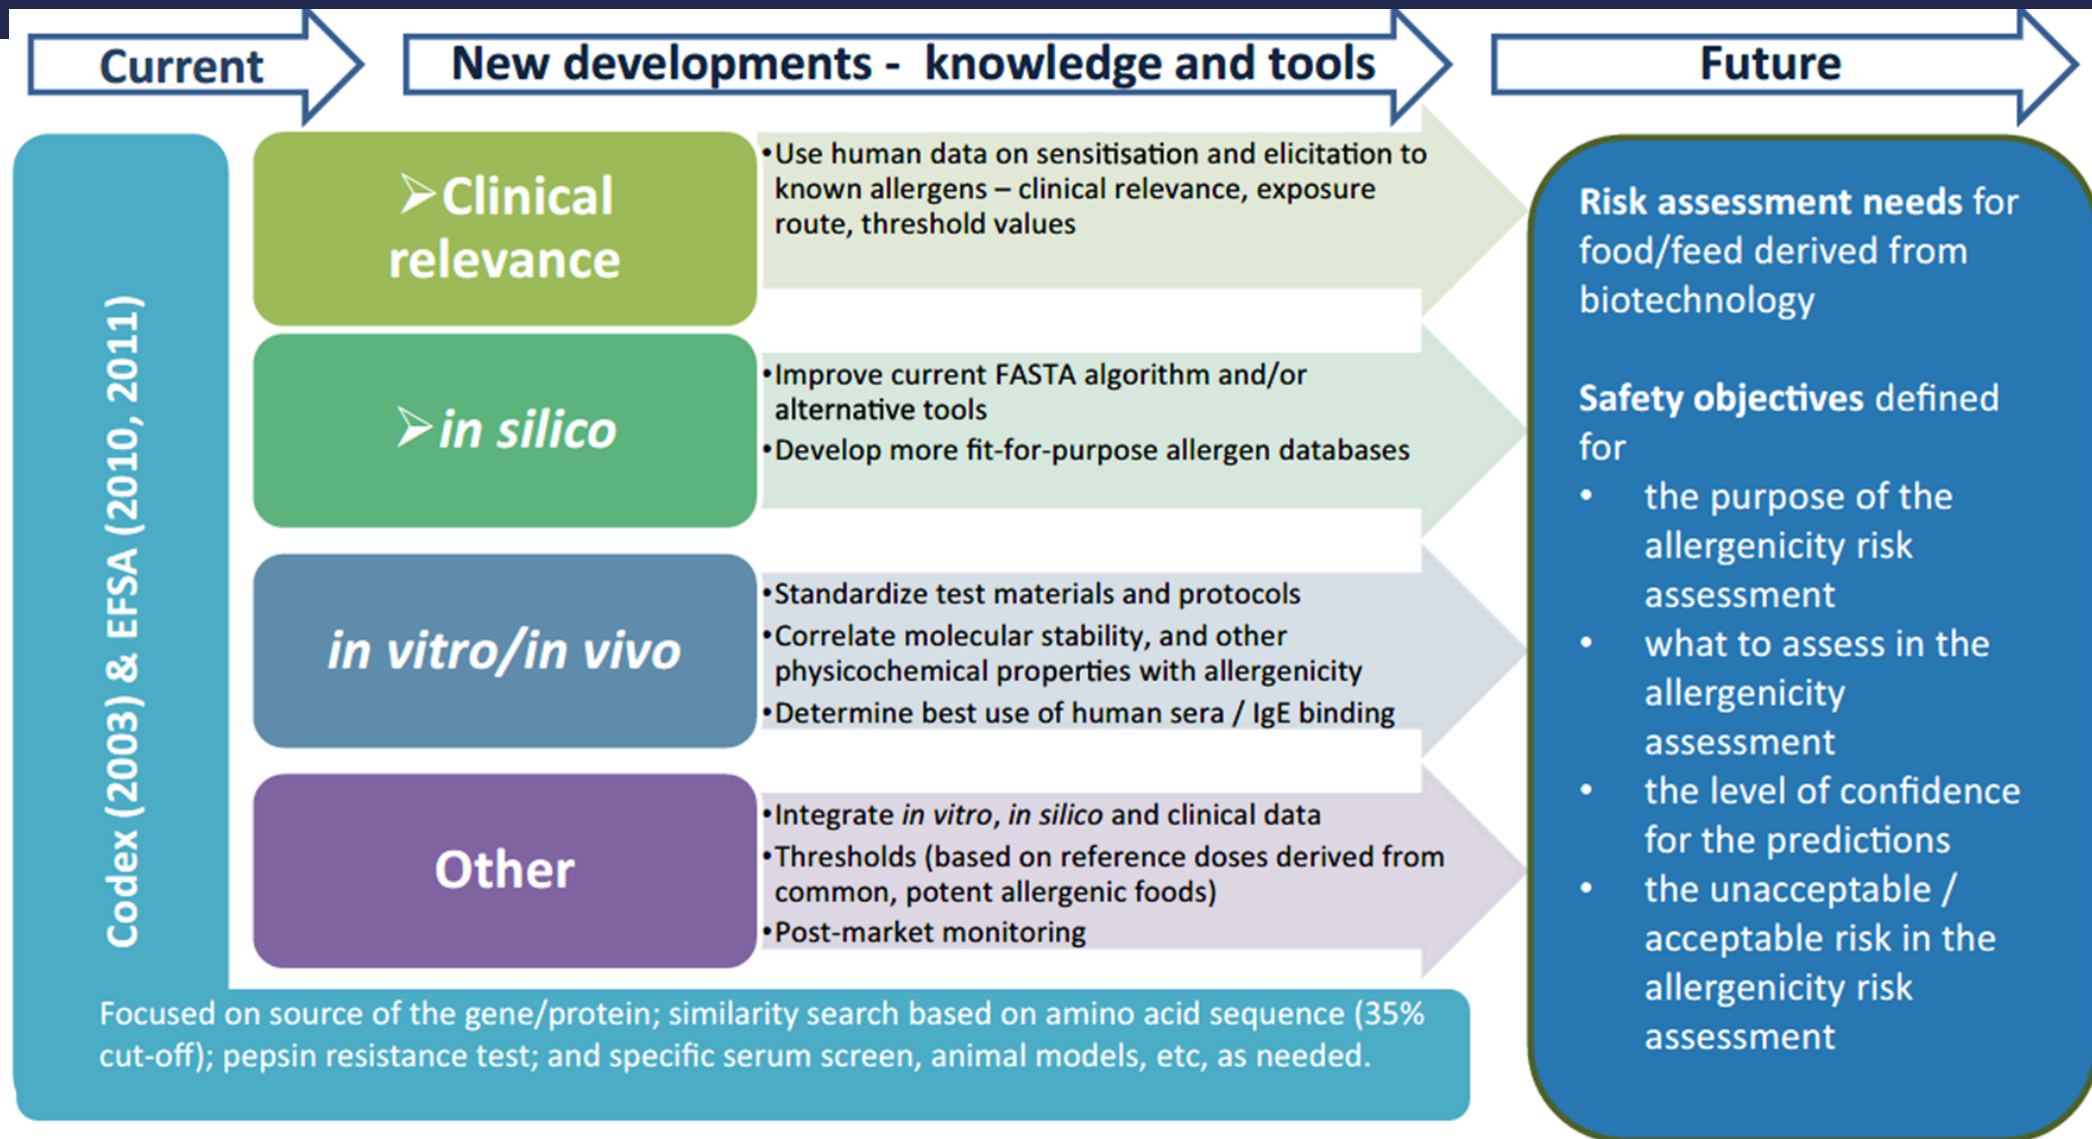 Current
New developments - knowledge and tools
Future
Codex (2003) & EFSA (2010, 2011)
➢Clinical
relevance
•Use human data on sensitisation and elicitation to
known allergens – clinical relevance, exposure
route, threshold values
➢in silico
•Improve current FASTA algorithm and/or
alternative tools
•Develop more fit-for-purpose allergen databases
in vitro/in vivo
•Standardize test materials and protocols
•Correlate molecular stability, and other
physicochemical properties with allergenicity
•Determine best use of human sera / IgE binding
Other
•Integrate in vitro, in silico and clinical data
•Thresholds (based on reference doses derived from
common, potent allergenic foods)
•Post-market monitoring
Focused on source of the gene/protein; similarity search based on amino acid sequence (35%
cut-off); pepsin resistance test; and specific serum screen, animal models, etc, as needed.
Risk assessment needs for
food/feed derived from
biotechnology
Safety objectives defined
for
• the purpose of the
allergenicity risk
assessment
• what to assess in the
allergenicity
assessment
• the level of confidence
for the predictions
• the unacceptable /
acceptable risk in the
allergenicity risk
assessment